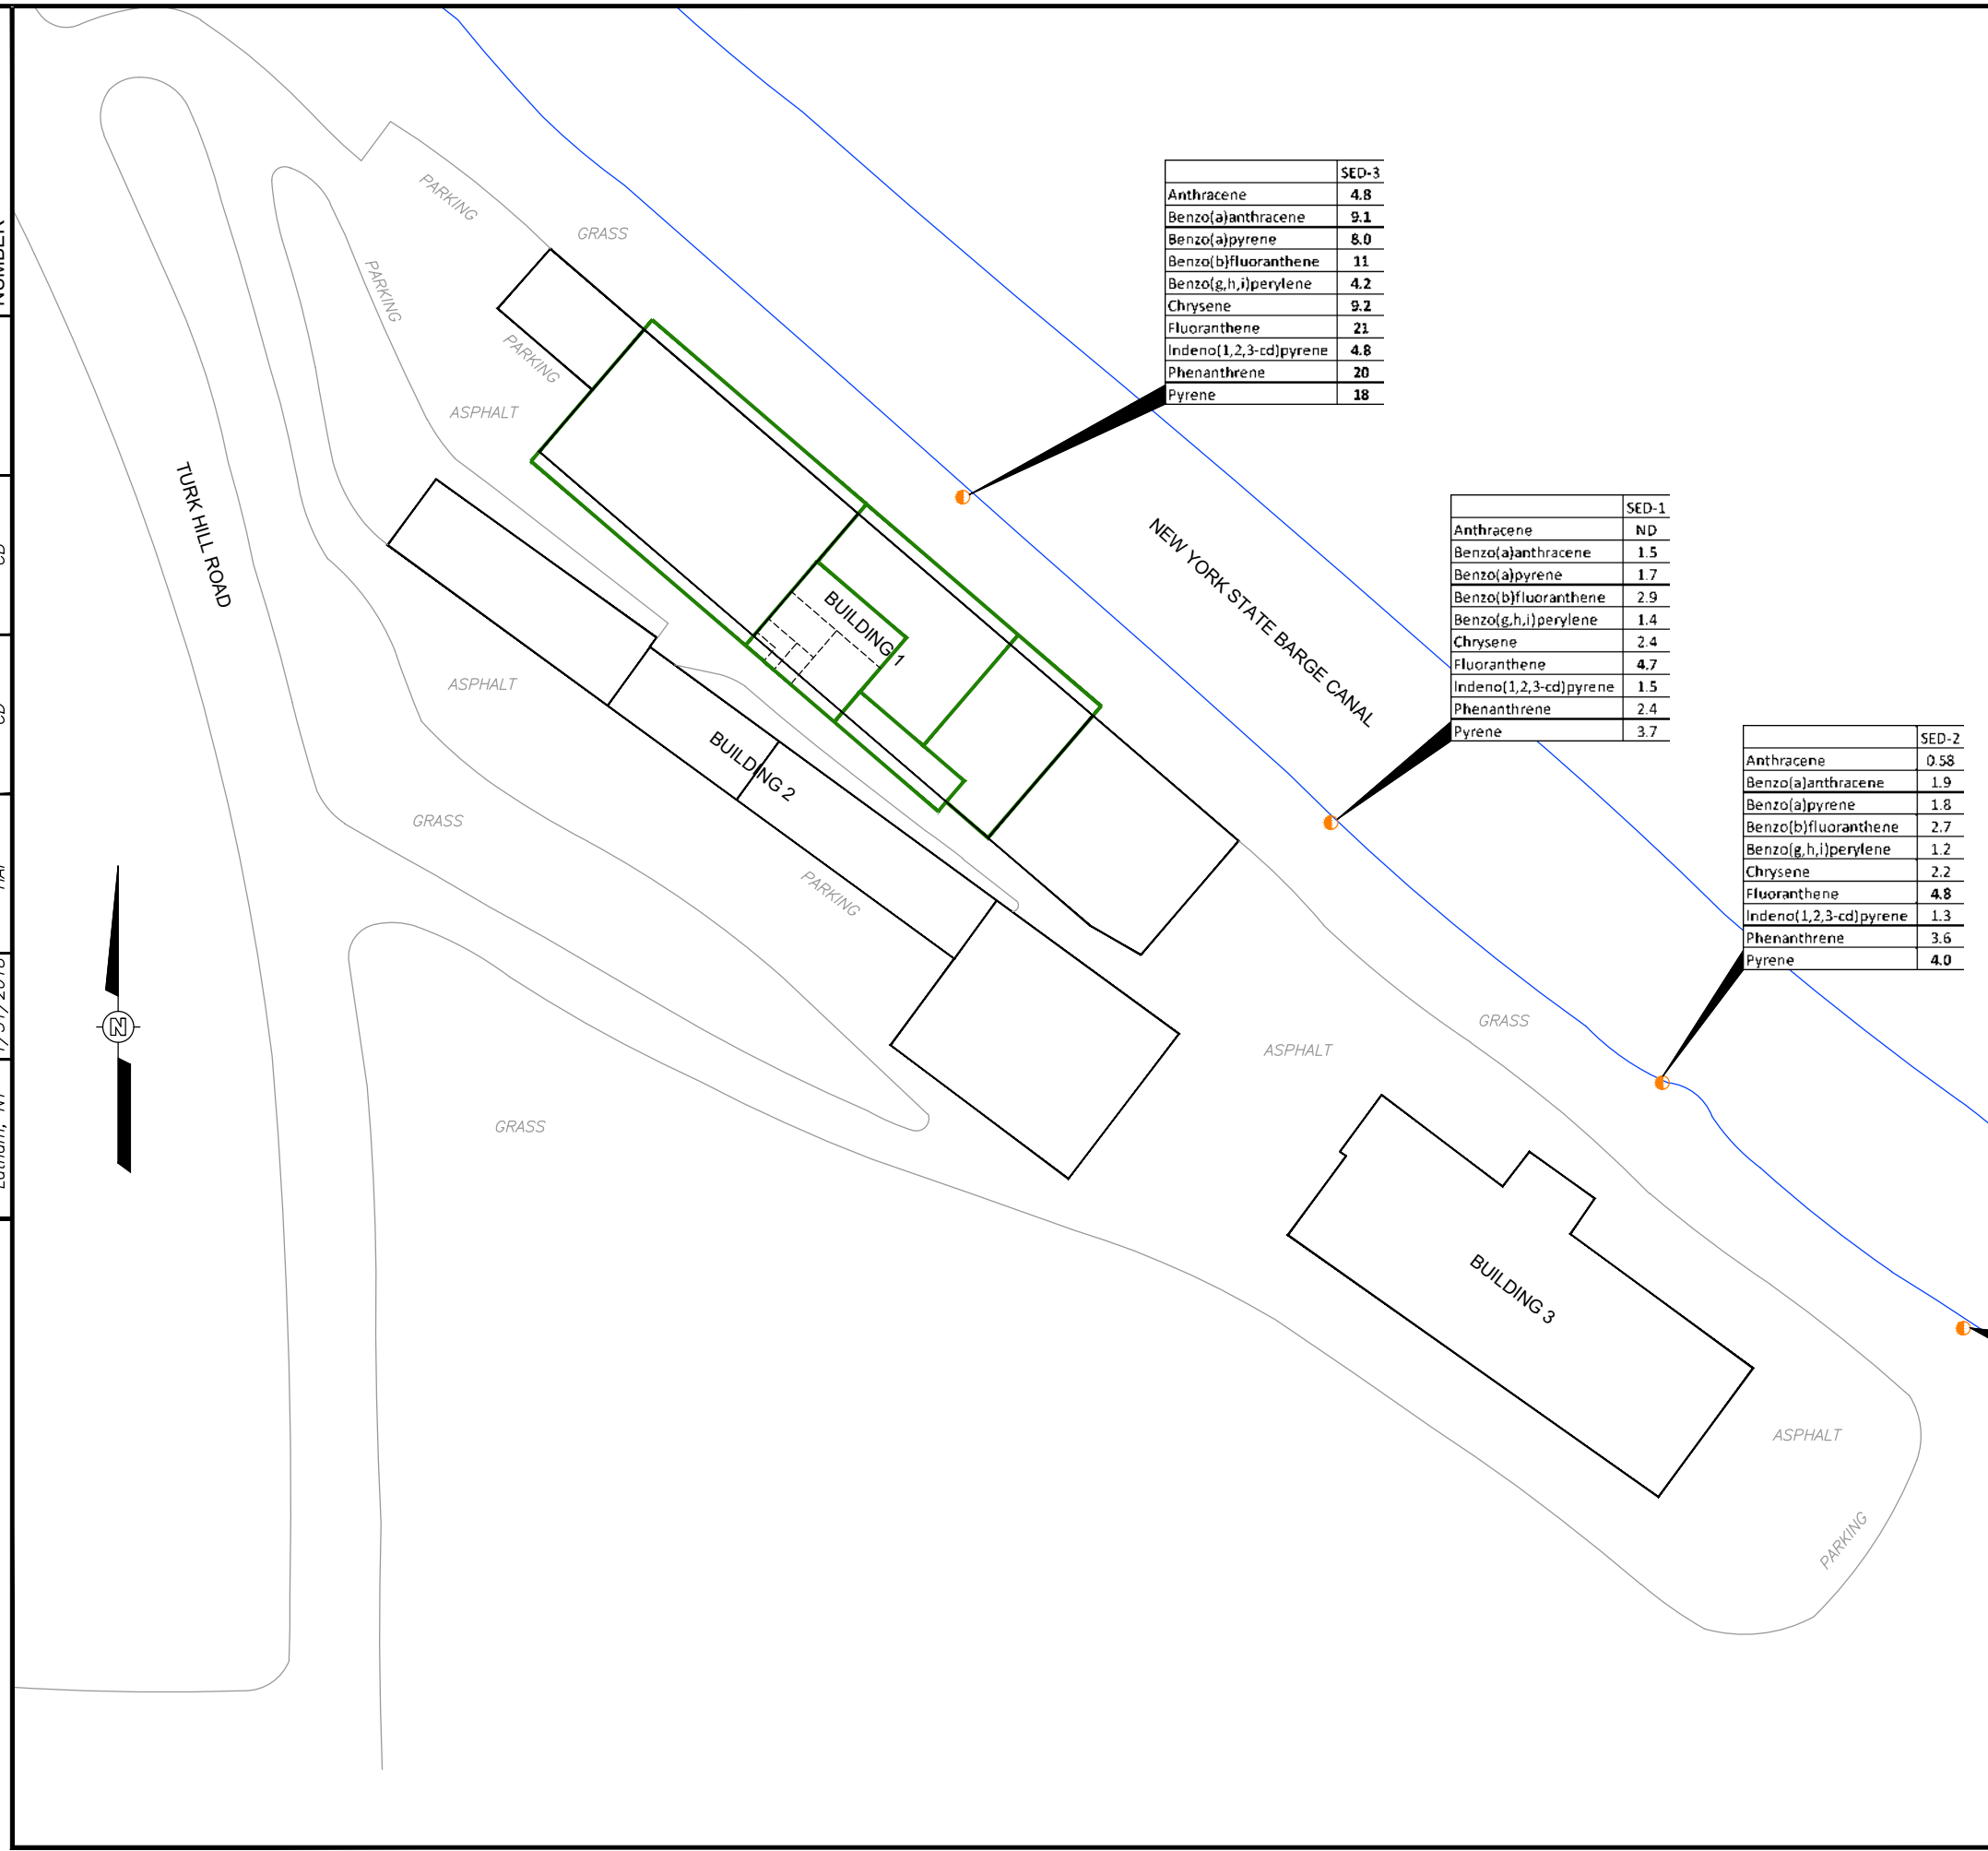 NUMBER
PARKING
GRASS
PARKING
PARKING
ASPHALT
TURK HILL ROAD
SED-3
Anthracene 4.8
Benzo(a)anthracene 9.1
Benzo(a)pyrene 8.0
Benzo(b)fluoranthene 11
Benzo(g,h,i)perylene 4.2
Chrysene 9.2
Fluoranthene 21
Indeno(1,2,3-cd)pyrene 4.8
Phenanthrene 20
Pyrene 18
NEW YORK STATE BARGE CANAL
SED-1
Anthracene ND
Benzo(a)anthracene 1.5
Benzo(a)pyrene 1.7
Benzo(b)fluoranthene 2.9
Benzo(g,h,i)perylene 1.4
Chrysene 2.4
Fluoranthene 4.7
Indeno(1,2,3-cd)pyrene 1.5
Phenanthrene 2.4
Pyrene 3.7
BUILDING 1
ASPHALT
BUILDING 2
SED-2
Anthracene 0.58
Benzo(a)anthracene 1.9
Benzo(a)pyrene 1.8
Benzo(b)fluoranthene 2.7
Benzo(g,h,i)perylene 1.2
Chrysene 2.2
Fluoranthene 4.8
Indeno(1,2,3-cd)pyrene 1.3
Phenanthrene 3.6
Pyrene 4.0
GRASS
PARKING
N
GRASS
ASPHALT
GRASS
BUILDING 3
ASPHALT
PARKING